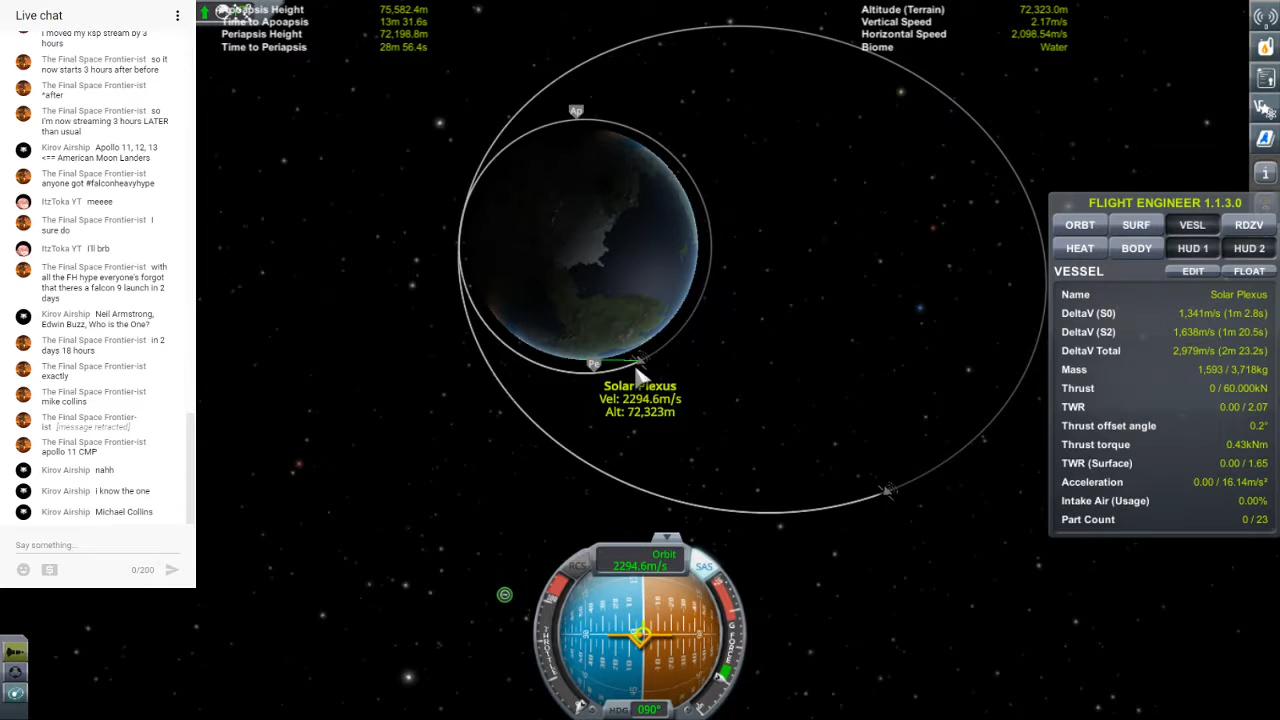 Live chat
i moved my ksp stream by 3
hours
The Final Space Frontier-ist so it
now starts 3 hours after before
The Final Space Frontier-ist
*after
The Final Space Frontier-ist so
I'm now streaming 3 hours LATER
than usual
Kirov Airship Apollo 11, 12, 13
<== American Moon Landers
The Final Space Frontier-ist
anyone got #falconheavyhype
ItzToka YT meeee
The Final Space Frontier-ist I
sure do
ItzToka YT I'll brb
The Final Space Frontier-ist with
all the FH hype everyone's forgot
that theres a falcon 9 launch in 2
days
Kirov Airship Neil Armstrong,
Edwin Buzz, Who is the One?
The Final Space Frontier-ist
in 2 days 18 hours
The Final Space Frontier-ist
exactly
The Final Space Frontier-ist
mike collins
The Final Space Frontier-
ist [message retracted]
The Final Space Frontier-ist
apollo 11 CMP
Kirov Airship nahh
Kirov Airship i know the one
Kirov Airship Michael Collins
Say something...
0/200
Apoapsis Height 75,582.4m
Time to Apoapsis 13m 31.6s
Periapsis Height 72,198.8m
Time to Periapsis 28m 56.4s
Altitude (Terrain) 72,323.0m
Vertical Speed 2.17m/s
Horizontal Speed 2,098.54m/s
Biome Water
Ap
Pe
Solar Plexus
Vel: 2294.6m/s
Alt: 72,323m
FLIGHT ENGINEER 1.1.3.0
ORBT SURF VESL RDZV
HEAT BODY HUD 1 HUD 2
VESSEL EDIT FLOAT
Name Solar Plexus
DeltaV (S0) 1,341m/s (1m 2.8s)
DeltaV (S2) 1,638m/s (1m 20.5s)
DeltaV Total 2,979m/s (2m 23.2s)
Mass 1,593 / 3,718kg
Thrust 0 / 60.000kN
TWR 0.00 / 2.07
Thrust offset angle 0.2°
Thrust torque 0.43kNm
TWR (Surface) 0.00 / 1.65
Acceleration 0.00 / 16.14m/s²
Intake Air (Usage) 0.00%
Part Count 0 / 23
Orbit
2294.6m/s
RCS SAS
THROTTLE
G FORCE
HDG 090°